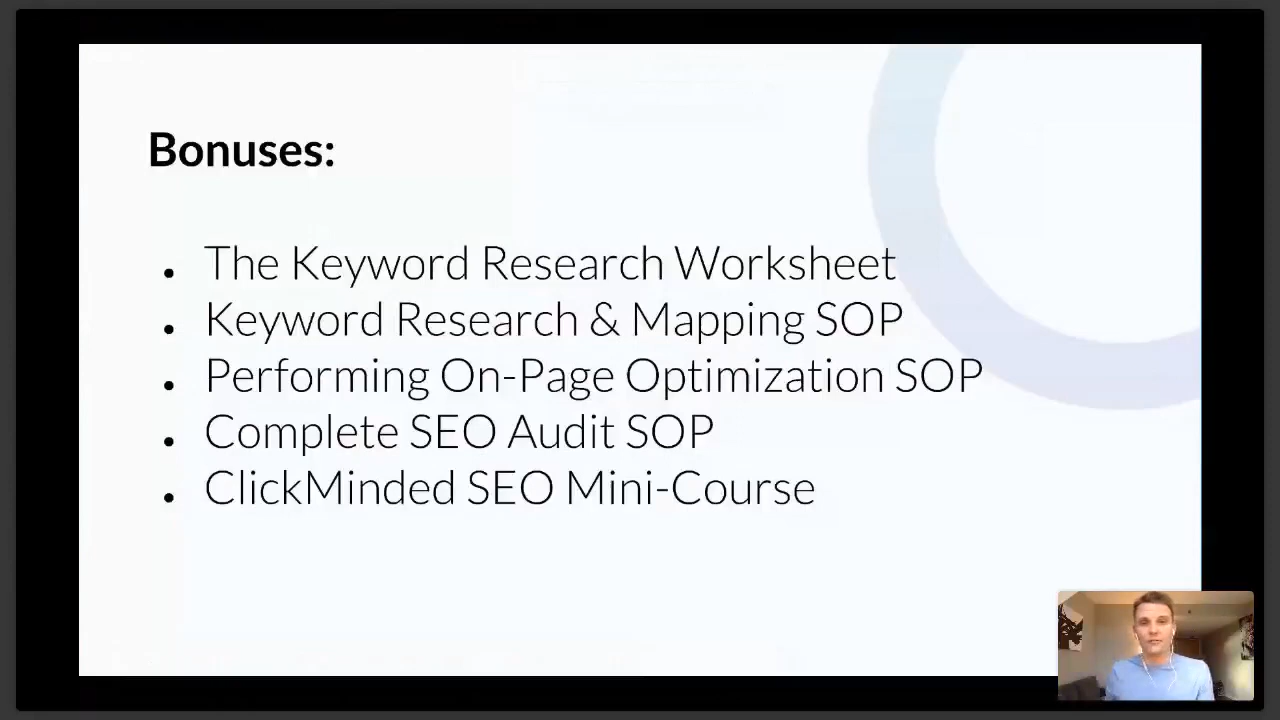 Bonuses:
The Keyword Research Worksheet
Keyword Research & Mapping SOP
Performing On-Page Optimization SOP
Complete SEO Audit SOP
ClickMinded SEO Mini-Course